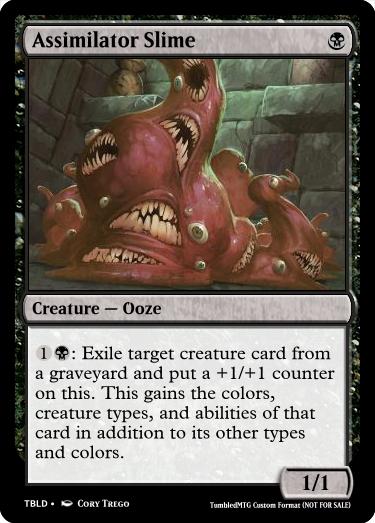 Assimilator Slime
Creature — Ooze
1 : Exile target creature card from
a graveyard and put a +1/+1 counter
on this. This gains the colors,
creature types, and abilities of that
card in addition to its other types
and colors.
1/1
TBLD • Cory Trego
TumbledMTG Custom Format (NOT FOR SALE)